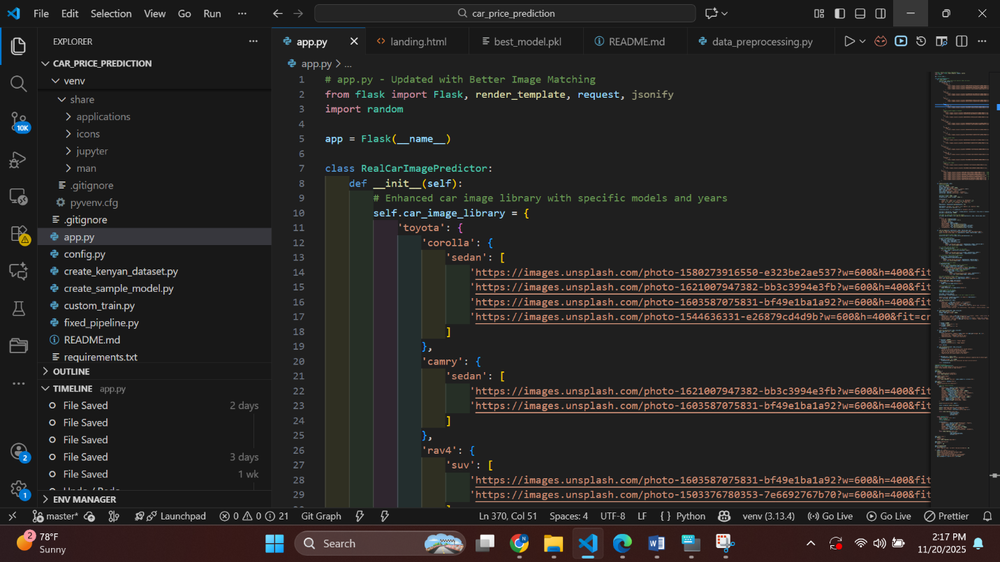 File Edit Selection View Go Run ··· car_price_prediction
EXPLORER ···
CAR_PRICE_PREDICTION
venv
share
applications
icons
jupyter
man
.gitignore
pyvenv.cfg
.gitignore
app.py
config.py
create_kenyan_dataset.py
create_sample_model.py
custom_train.py
fixed_pipeline.py
README.md
requirements.txt
OUTLINE
TIMELINE app.py
File Saved 2 days
File Saved
File Saved
File Saved 3 days
File Saved 1 wk
ENV MANAGER
10K
2
1
app.py landing.html best_model.pkl README.md data_preprocessing.py
app.py > ...
1 # app.py - Updated with Better Image Matching
2 from flask import Flask, render_template, request, jsonify
3 import random
4
5 app = Flask(__name__)
6
7 class RealCarImagePredictor:
8 def __init__(self):
9 # Enhanced car image library with specific models and years
10 self.car_image_library = {
11 'toyota': {
12 'corolla': {
13 'sedan': [
14 'https://images.unsplash.com/photo-1580273916550-e323be2ae537?w=600&h=400&fit
15 'https://images.unsplash.com/photo-1621007947382-bb3c3994e3fb?w=600&h=400&fit
16 'https://images.unsplash.com/photo-1603587075831-bf49e1ba1a92?w=600&h=400&fit
17 'https://images.unsplash.com/photo-1544636331-e26879cd4d9b?w=600&h=400&fit=cr
18 ]
19 },
20 'camry': {
21 'sedan': [
22 'https://images.unsplash.com/photo-1621007947382-bb3c3994e3fb?w=600&h=400&fit
23 'https://images.unsplash.com/photo-1603587075831-bf49e1ba1a92?w=600&h=400&fit
24 ]
25 },
26 'rav4': {
27 'suv': [
28 'https://images.unsplash.com/photo-1603587075831-bf49e1ba1a92?w=600&h=400&fit
29 'https://images.unsplash.com/photo-1503376780353-7e6692767b70?w=600&h=400&fit
master* Launchpad 0 0 21 Git Graph Ln 370, Col 51 Spaces: 4 UTF-8 LF { } Python venv (3.13.4) Go Live Go Live Prettier
2 78°F
Sunny
Search
2:17 PM
11/20/2025